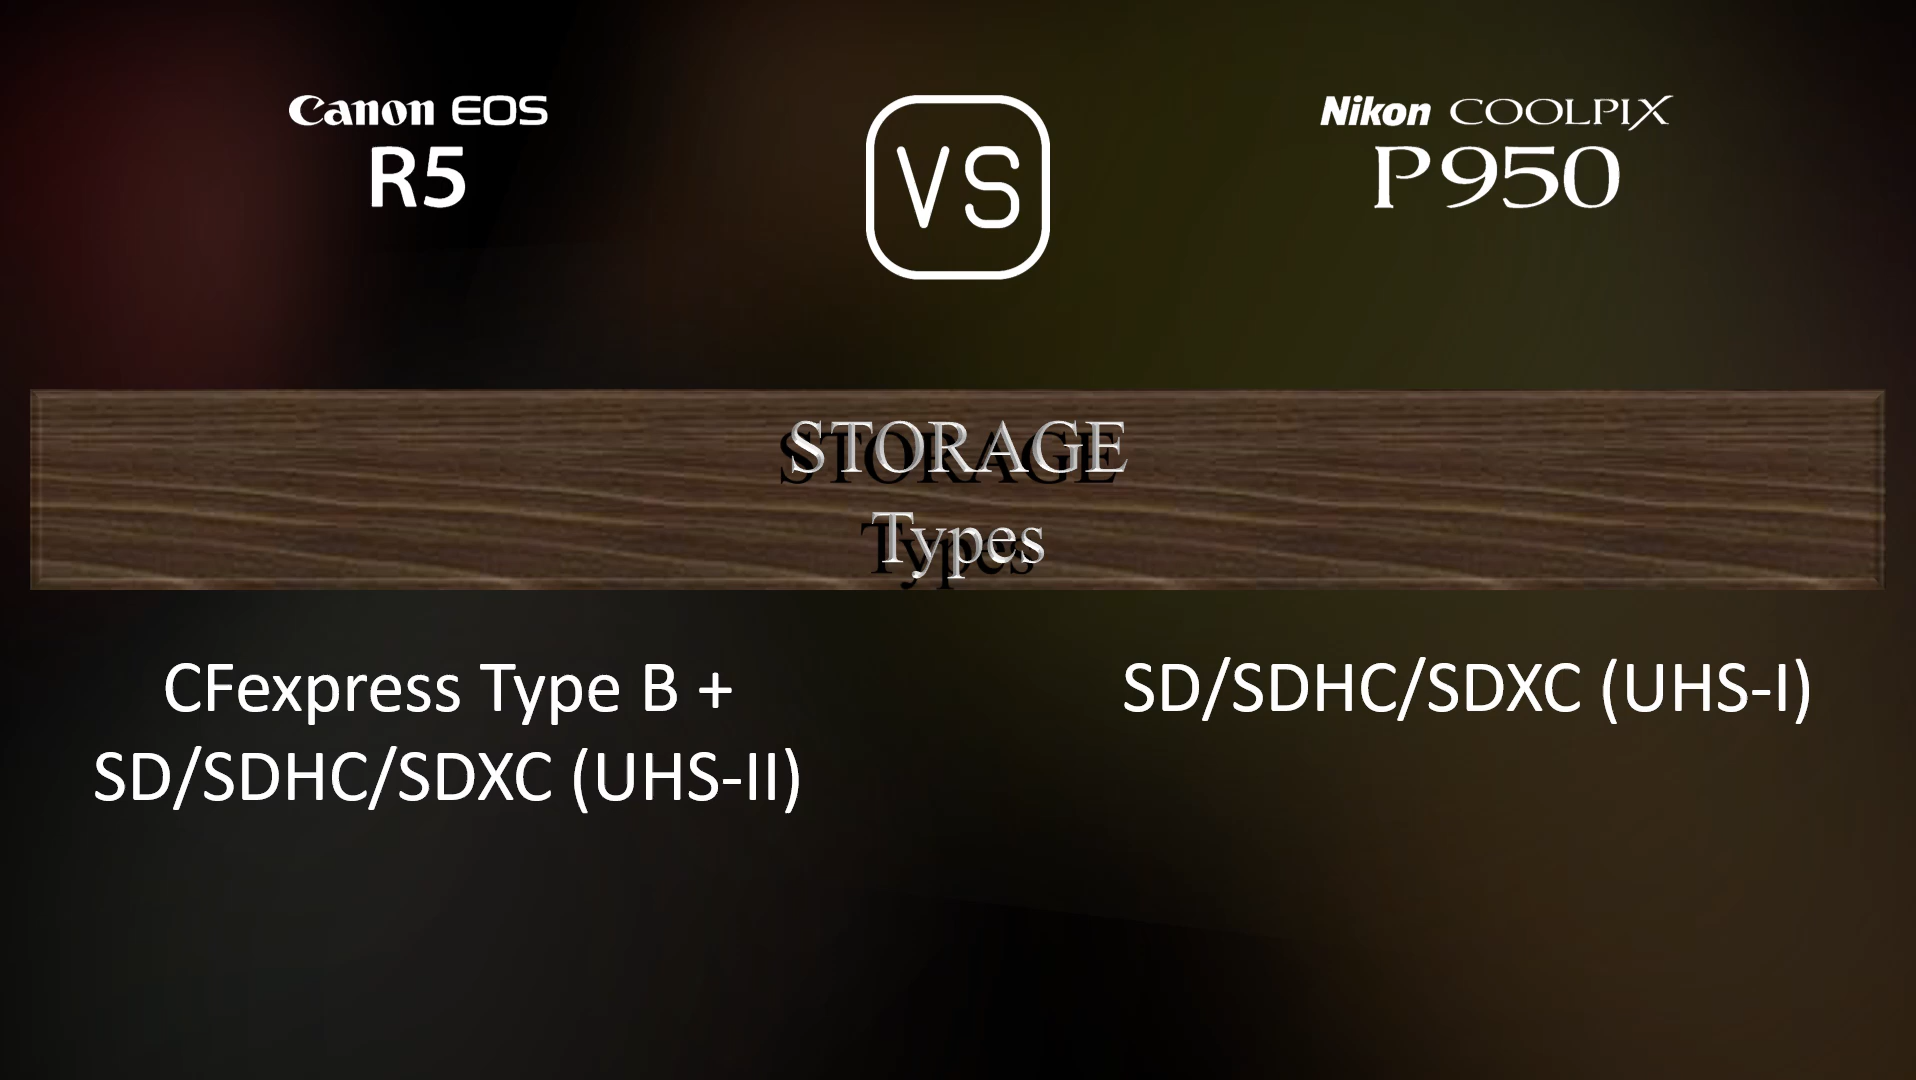 Canon EOS
R5
VS
Nikon COOLPIX
P950
STORAGE
Types
CFexpress Type B +
SD/SDHC/SDXC (UHS-II)
SD/SDHC/SDXC (UHS-I)